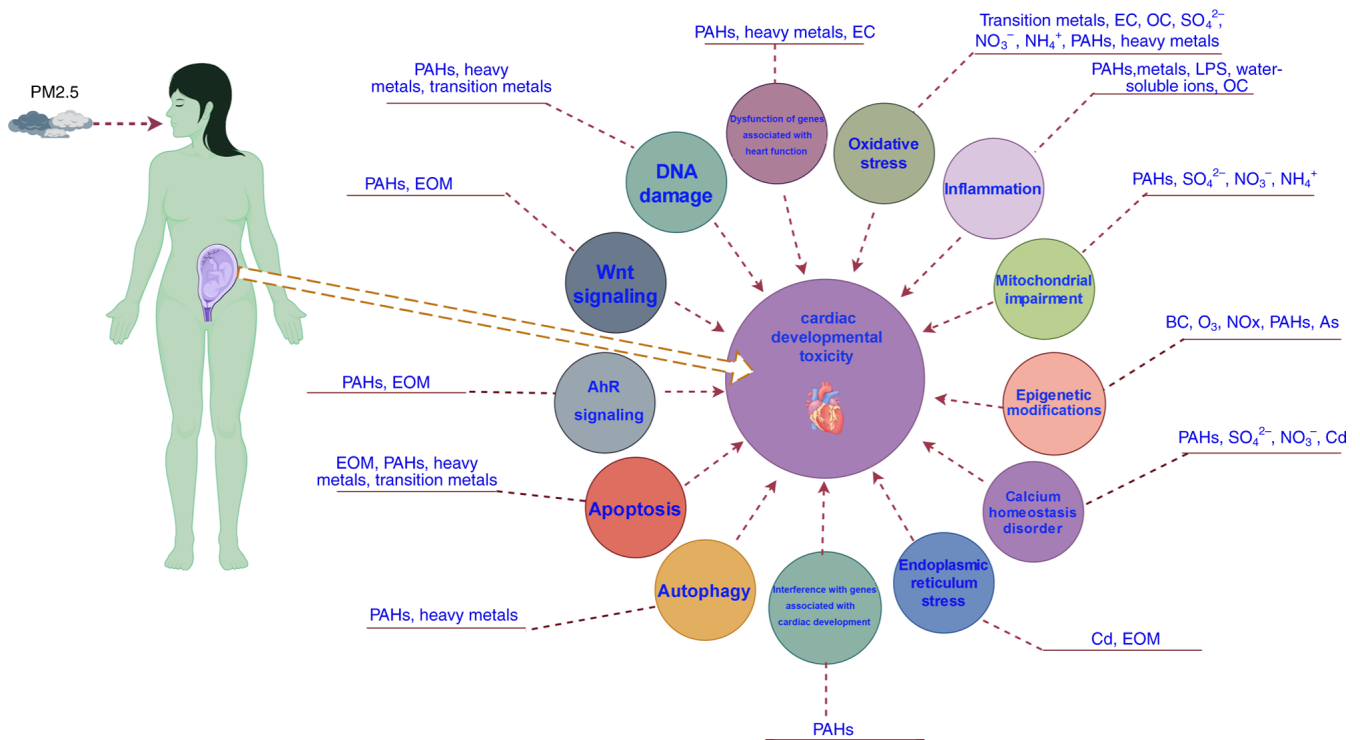 PM2.5
PAHs, heavy metals, EC
Transition metals, EC, OC, SO₄²⁻,
NO₃⁻, NH₄⁺, PAHs, heavy metals
PAHs, heavy
metals, transition metals
PAHs,metals, LPS, water-
soluble ions, OC
PAHs, EOM
PAHs, SO₄²⁻, NO₃⁻, NH₄⁺
Dysfunction of genes
associated with
heart function
Oxidative
stress
DNA
damage
Inflammation
Wnt
signaling
Mitochondrial
impairment
cardiac
developmental
toxicity
BC, O₃, NOx, PAHs, As
PAHs, EOM
AhR
signaling
Epigenetic
modifications
PAHs, SO₄²⁻, NO₃⁻, Cd
EOM, PAHs, heavy
metals, transition metals
Apoptosis
Calcium
homeostasis
disorder
PAHs, heavy metals
Autophagy
Interference with genes
associated with
cardiac development
Endoplasmic
reticulum
stress
Cd, EOM
PAHs